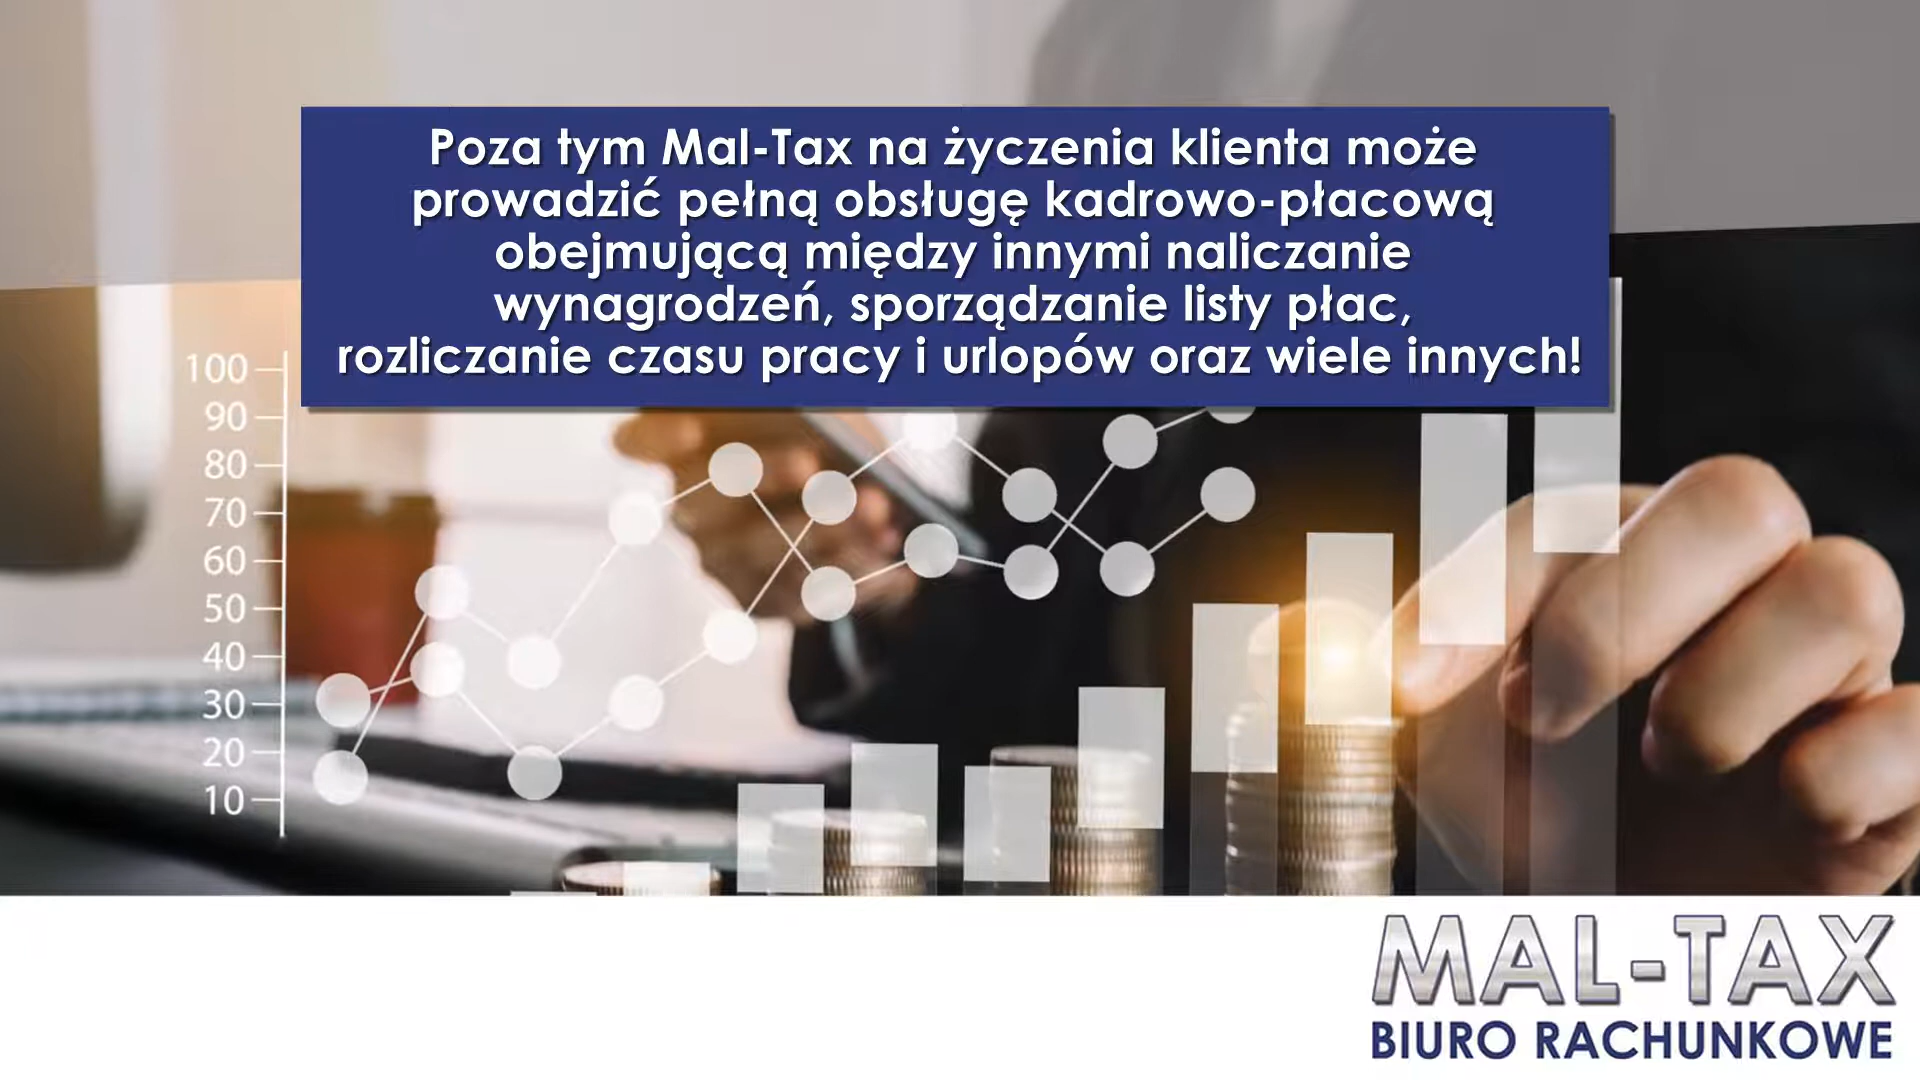 Poza tym Mal-Tax na życzenia klienta może
prowadzić pełną obsługę kadrowo-płacową
obejmującą między innymi naliczanie
wynagrodzeń, sporządzanie listy płac,
rozliczanie czasu pracy i urlopów oraz wiele innych!
100
90
80
70
60
50
40
30
20
10
MAL-TAX
BIURO RACHUNKOWE